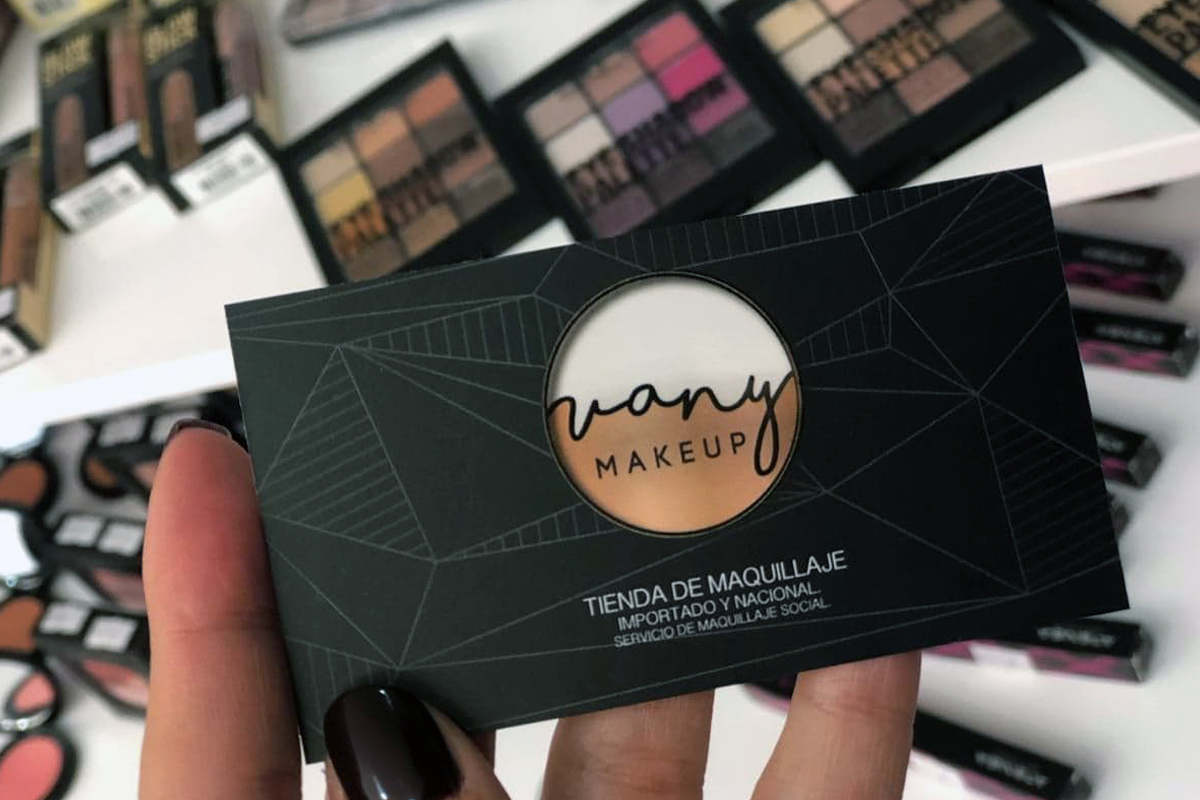 vany
MAKEUP
TIENDA DE MAQUILLAJE
IMPORTADO Y NACIONAL.
SERVICIO DE MAQUILLAJE SOCIAL.